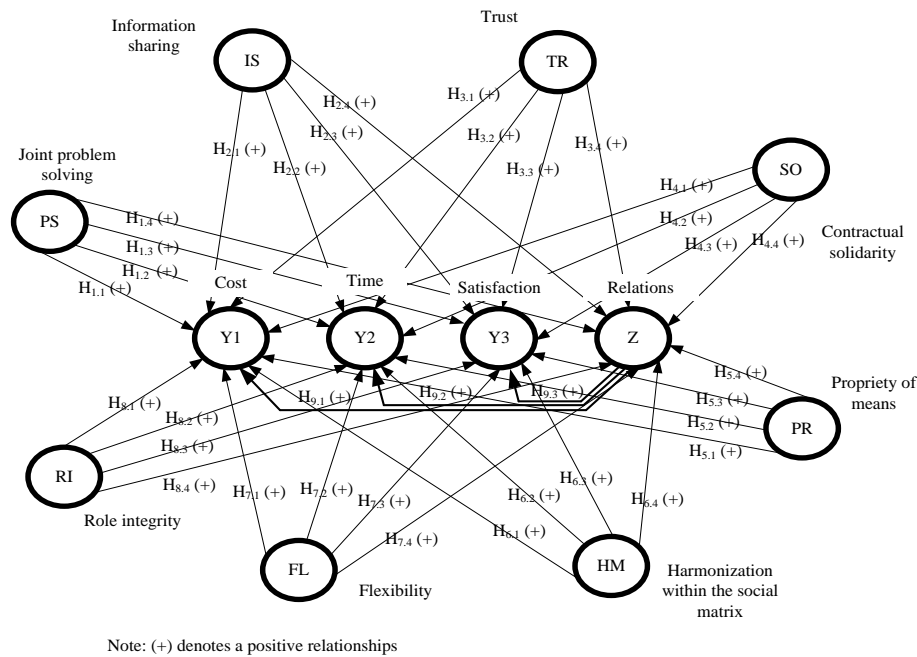 Information
sharing
IS
Trust
TR
H2.4 (+)
H3.1 (+)
H2.3 (+)
H3.2 (+)
H2.1 (+)
H3.4 (+)
H2.2 (+)
H3.3 (+)
Joint problem
solving
PS
SO
Contractual
solidarity
H4.1 (+)
H4.2 (+)
H4.3 (+)
H4.4 (+)
H1.4 (+)
H1.3 (+)
H1.2 (+)
H1.1 (+)
Cost
Time
Satisfaction
Relations
Y1
Y2
Y3
Z
H5.4 (+)
H5.3 (+)
H5.2 (+)
H5.1 (+)
Propriety of
means
PR
H9.1 (+)
H9.2 (+)
H9.3 (+)
H8.1 (+)
H8.2 (+)
H8.3 (+)
H8.4 (+)
RI
Role integrity
H7.1 (+)
H7.2 (+)
H7.3 (+)
H7.4 (+)
H6.3 (+)
H6.2 (+)
H6.4 (+)
H6.1 (+)
FL
Flexibility
HM
Harmonization
within the social
matrix
Note: (+) denotes a positive relationships